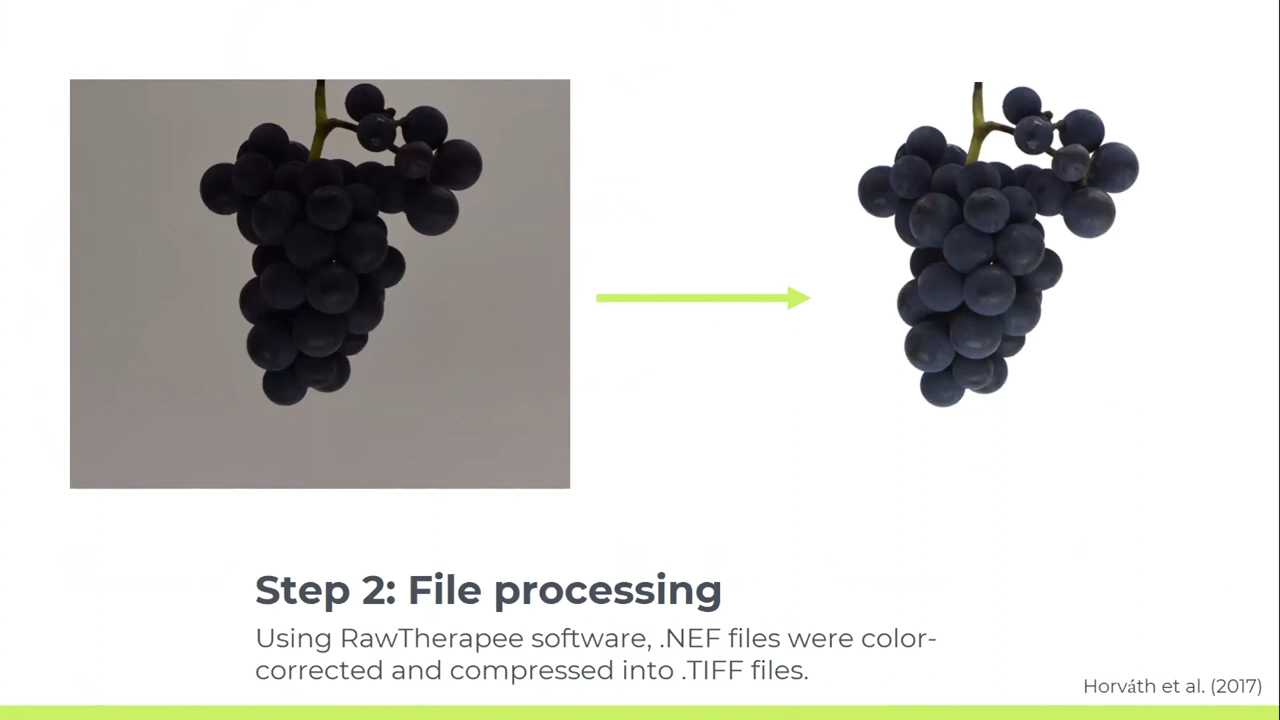 Step 2: File processing
Using RawTherapee software, .NEF files were color-
corrected and compressed into .TIFF files.
Horváth et al. (2017)